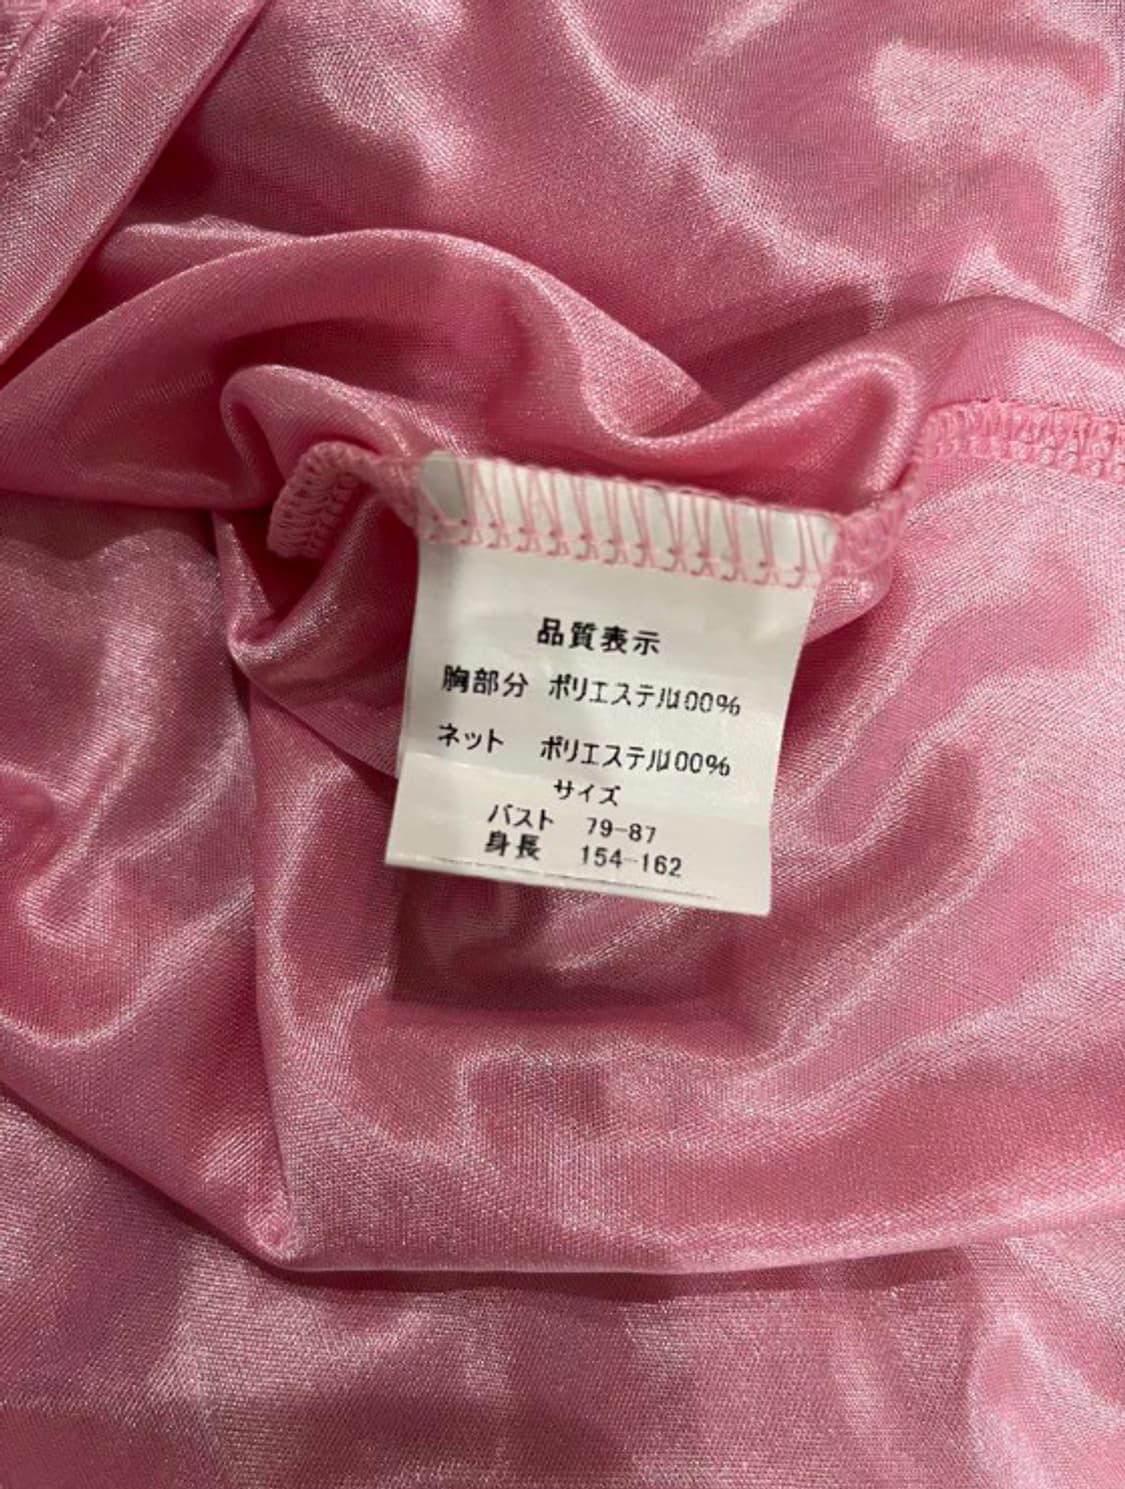 品質表示
胸部分 ポリエステル100%
ネット ポリエステル100%
サイズ
バスト 79-87
身長 154-162